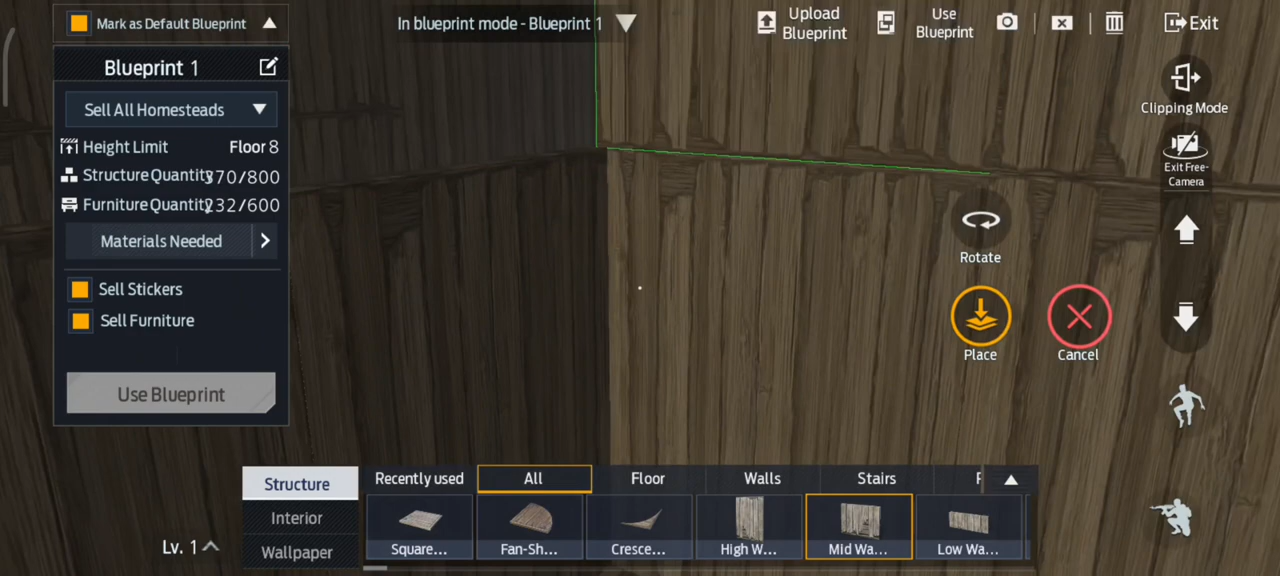 Mark as Default Blueprint
In blueprint mode - Blueprint 1
Upload
Blueprint
Use
Blueprint
Exit
Blueprint 1
Sell All Homesteads
Height Limit Floor 8
Structure Quantity 370/800
Furniture Quantity 232/600
Materials Needed
Sell Stickers
Sell Furniture
Use Blueprint
Clipping Mode
Exit Free-
Camera
Rotate
Place
Cancel
Structure
Interior
Wallpaper
Lv. 1
Recently used
All
Floor
Walls
Stairs
Square...
Fan-Sh...
Cresce...
High W...
Mid Wa...
Low Wa...